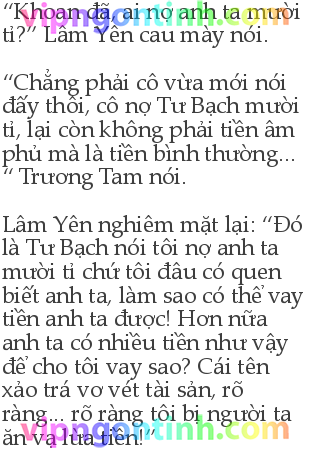 “Khoan đã, ai nợ anh ta mười
tỉ?” Lâm Yên cau mày nói.
“Chẳng phải cô vừa mới nói
đấy thôi, cô nợ Tư Bạch mười
tỉ, lại còn không phải tiền âm
phủ mà là tiền bình thường...
“ Trương Tam nói.
Lâm Yên nghiêm mặt lại: “Đó
là Tư Bạch nói tôi nợ anh ta
mười tỉ chứ tôi đâu có quen
biết anh ta, làm sao có thể vay
tiền anh ta được! Hơn nữa
anh ta có nhiều tiền như vậy
để cho tôi vay sao? Cái tên
xảo trá vơ vét tài sản, rõ
ràng... rõ ràng tôi bị người ta
ăn vạ lừa tiền!”
vipngontinh.com
vipngontinh.com